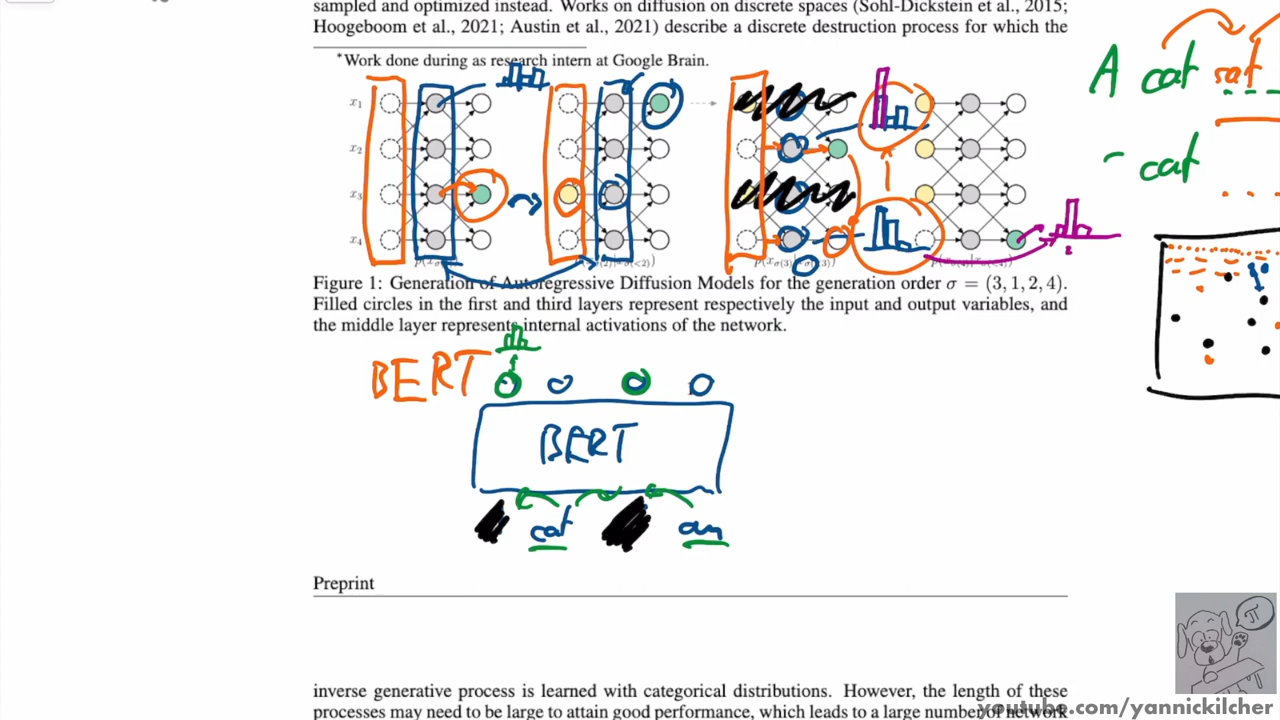 sampled and optimized instead. Works on diffusion on discrete spaces (Sohl-Dickstein et al., 2015;
Hoogeboom et al., 2021; Austin et al., 2021) describe a discrete destruction process for which the
*Work done during as research intern at Google Brain.
A cat sat
cat
x1
x2
x3
x4
Figure 1: Generation of Autoregressive Diffusion Models for the generation order σ = (3, 1, 2, 4).
Filled circles in the first and third layers represent respectively the input and output variables, and
the middle layer represents internal activations of the network.
BERT
BERT
cat
Preprint
π
inverse generative process is learned with categorical distributions. However, the length of these
processes may need to be large to attain good performance, which leads to a large number of network
youtube.com/yannickilcher